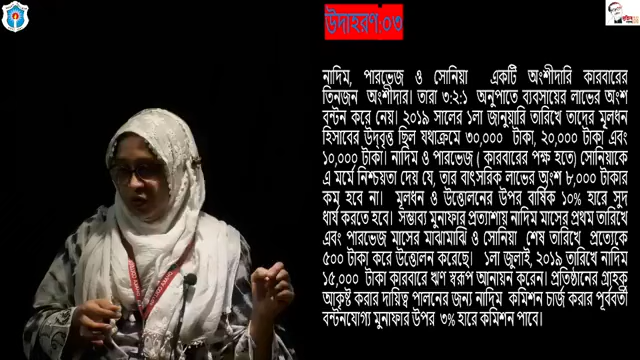 উদাহরণ:০৩
নাদিম, পারভেজ ও সোনিয়া একটি অংশীদারি কারবারের
তিনজন অংশীদার। তারা ৩:২:১ অনুপাতে ব্যবসায়ের লাভের অংশ
বন্টন করে নেয়। ২০১৯ সালের ১লা জানুয়ারি তারিখে তাদের মূলধন
হিসাবের উদ্বৃত্ত ছিল যথাক্রমে ৩০,০০০ টাকা, ২০,০০০ টাকা এবং
১০,০০০ টাকা। নাদিম ও পারভেজ ( কারবারের পক্ষ হতে) সোনিয়াকে
এ মর্মে নিশ্চয়তা দেয় যে, তার বাৎসরিক লাভের অংশ ৮,০০০ টাকার
কম হবে না। মূলধন ও উত্তোলনের উপর বার্ষিক ১০% হারে সুদ
ধার্য করতে হবে। সম্ভাব্য মুনাফার প্রত্যাশায় নাদিম মাসের প্রথম তারিখে
এবং পারভেজ মাসের মাঝামাঝি ও সোনিয়া শেষ তারিখে, প্রত্যেকে
৫০০ টাকা করে উত্তোলন করেছে। ১লা জুলাই, ২০১৯ তারিখে নাদিম
১৫,০০০ টাকা কারবারে ঋণ স্বরূপ আনায়ন করেন। প্রতিষ্ঠানের গ্রাহক
আকৃষ্ট করার দায়িত্ব পালনের জন্য নাদিম কমিশন চার্জ করার পূর্ববর্তী
বন্টনযোগ্য মুনাফার উপর ৩% হারে কমিশন পাবে।